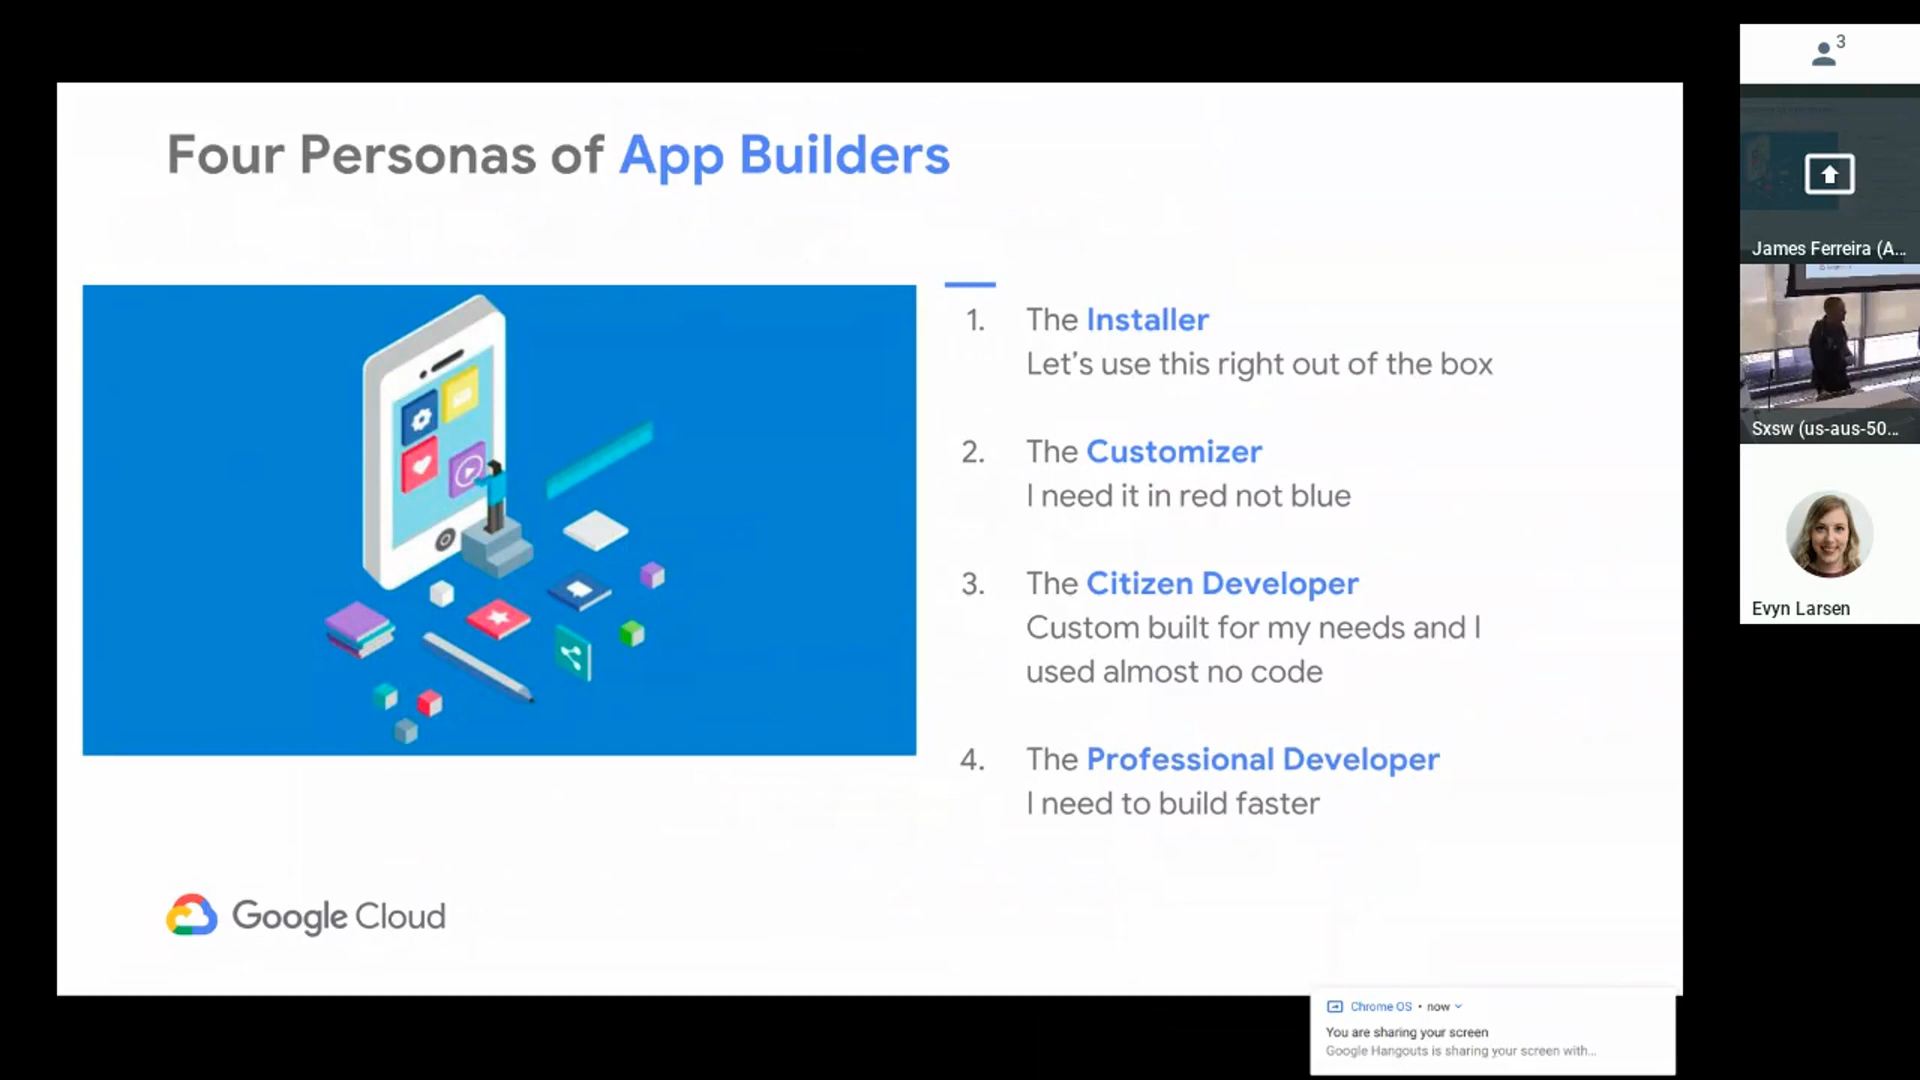 3
Four Personas of App Builders
James Ferreira (A...
1. The Installer
Let's use this right out of the box
2. The Customizer
I need it in red not blue
Sxsw (us-aus-50...
3. The Citizen Developer
Custom built for my needs and I
used almost no code
Evyn Larsen
4. The Professional Developer
I need to build faster
Google Cloud
Chrome OS • now
You are sharing your screen
Google Hangouts is sharing your screen with...